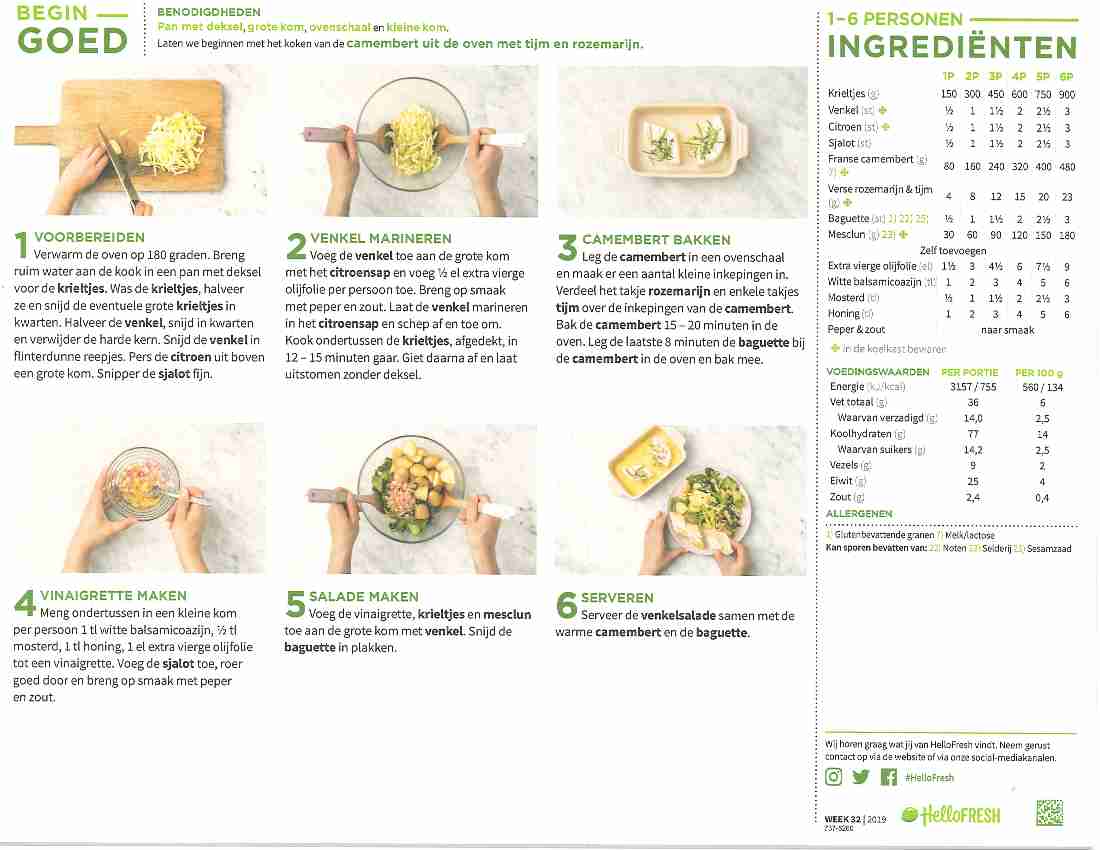 BEGIN
GOED
BENODIGDHEDEN
Pan met deksel, grote kom, ovenschaal en kleine kom.
Laten we beginnen met het koken van de camembert uit de oven met tijm en rozemarijn.
1 VOORBEREIDEN
Verwarm de oven op 180 graden. Breng
ruim water aan de kook in een pan met deksel
voor de krieltjes. Was de krieltjes, halveer
ze en snijd de eventuele grote krieltjes in
kwarten. Halveer de venkel, snijd in kwarten
en verwijder de harde kern. Snijd de venkel in
flinterdunne reepjes. Pers de citroen uit boven
een grote kom. Snipper de sjalot fijn.
2 VENKEL MARINEREN
Voeg de venkel toe aan de grote kom
met het citroensap en voeg ½ el extra vierge
olijfolie per persoon toe. Breng op smaak
met peper en zout. Laat de venkel marineren
in het citroensap en schep af en toe om.
Kook ondertussen de krieltjes, afgedekt, in
12 – 15 minuten gaar. Giet daarna af en laat
uitstomen zonder deksel.
3 CAMEMBERT BAKKEN
Leg de camembert in een ovenschaal
en maak er een aantal kleine inkepingen in.
Verdeel het takje rozemarijn en enkele takjes
tijm over de inkepingen van de camembert.
Bak de camembert 15 – 20 minuten in de
oven. Leg de laatste 8 minuten de baguette bij
de camembert in de oven en bak mee.
4 VINAIGRETTE MAKEN
Meng ondertussen in een kleine kom
per persoon 1 tl witte balsamicoazijn, ½ tl
mosterd, 1 tl honing, 1 el extra vierge olijfolie
tot een vinaigrette. Voeg de sjalot toe, roer
goed door en breng op smaak met peper
en zout.
5 SALADE MAKEN
Voeg de vinaigrette, krieltjes en mesclun
toe aan de grote kom met venkel. Snijd de
baguette in plakken.
6 SERVEREN
Serveer de venkelsalade samen met de
warme camembert en de baguette.
1-6 PERSONEN
INGREDIËNTEN
1P 2P 3P 4P 5P 6P
Krieltjes (g) 150 300 450 600 750 900
Venkel (st) ½ 1 1½ 2 2½ 3
Citroen (st) ½ 1 1½ 2 2½ 3
Sjalot (st) ½ 1 1½ 2 2½ 3
Franse camembert (g)
7) 80 160 240 320 400 480
Verse rozemarijn & tijm
(g) 4 8 12 15 20 23
Baguette (st) 1) 22) 25) ½ 1 1½ 2 2½ 3
Mesclun (g) 23) 30 60 90 120 150 180
Zelf toevoegen
Extra vierge olijfolie (el) 1½ 3 4½ 6 7½ 9
Witte balsamicoazijn (tl) 1 2 3 4 5 6
Mosterd (tl) ½ 1 1½ 2 2½ 3
Honing (tl) 1 2 3 4 5 6
Peper & zout naar smaak
in de koelkast bewaren
VOEDINGSWAARDEN PER PORTIE PER 100 g
Energie (kJ/kcal) 3157 / 755 560 / 134
Vet totaal (g) 36 6
Waarvan verzadigd (g) 14,0 2,5
Koolhydraten (g) 77 14
Waarvan suikers (g) 14,2 2,5
Vezels (g) 9 2
Eiwit (g) 25 4
Zout (g) 2,4 0,4
ALLERGENEN
1) Glutenbevattende granen 7) Melk/lactose
Kan sporen bevatten van: 22) Noten 23) Selderij 25) Sesamzaad
Wij horen graag wat jij van HelloFresh vindt. Neem gerust
contact op via de website of via onze social-mediakanalen.
#HelloFresh
WEEK 32 | 2019
HelloFRESH